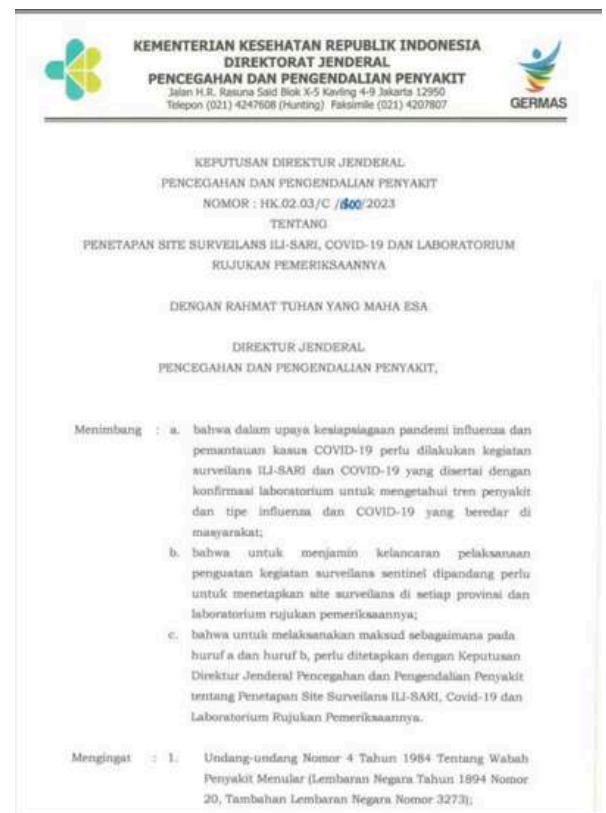 KEMENTERIAN KESEHATAN REPUBLIK INDONESIA
DIREKTORAT JENDERAL
PENCEGAHAN DAN PENGENDALIAN PENYAKIT
Jalan H.R. Rasuna Said Blok X-5 Kavling 4-9 Jakarta 12950
Telepon (021) 4247608 (Hunting) Faksimile (021) 4207807
GERMAS
KEPUTUSAN DIREKTUR JENDERAL
PENCEGAHAN DAN PENGENDALIAN PENYAKIT
NOMOR : HK.02.03/C / /2023
TENTANG
PENETAPAN SITE SURVEILANS ILI-SARI, COVID-19 DAN LABORATORIUM
RUJUKAN PEMERIKSAANNYA
DENGAN RAHMAT TUHAN YANG MAHA ESA
DIREKTUR JENDERAL
PENCEGAHAN DAN PENGENDALIAN PENYAKIT,
Menimbang : a. bahwa dalam upaya kesiapsiagaan pandemi influenza dan
pemantauan kasus COVID-19 perlu dilakukan kegiatan
surveilans ILI-SARI dan COVID-19 yang disertai dengan
konfirmasi laboratorium untuk mengetahui tren penyakit
dan tipe influenza dan COVID-19 yang beredar di
masyarakat;
b. bahwa untuk menjamin kelancaran pelaksanaan
penguatan kegiatan surveilans sentinel dipandang perlu
untuk menetapkan site surveilans di setiap provinsi dan
laboratorium rujukan pemeriksaannya;
c. bahwa untuk melaksanakan maksud sebagaimana pada
huruf a dan huruf b, perlu ditetapkan dengan Keputusan
Direktur Jenderal Pencegahan dan Pengendalian Penyakit
tentang Penetapan Site Surveilans ILI-SARI, Covid-19 dan
Laboratorium Rujukan Pemeriksaannya.
Mengingat : 1. Undang-undang Nomor 4 Tahun 1984 Tentang Wabah
Penyakit Menular (Lembaran Negara Tahun 1894 Nomor
20, Tambahan Lembaran Negara Nomor 3273);